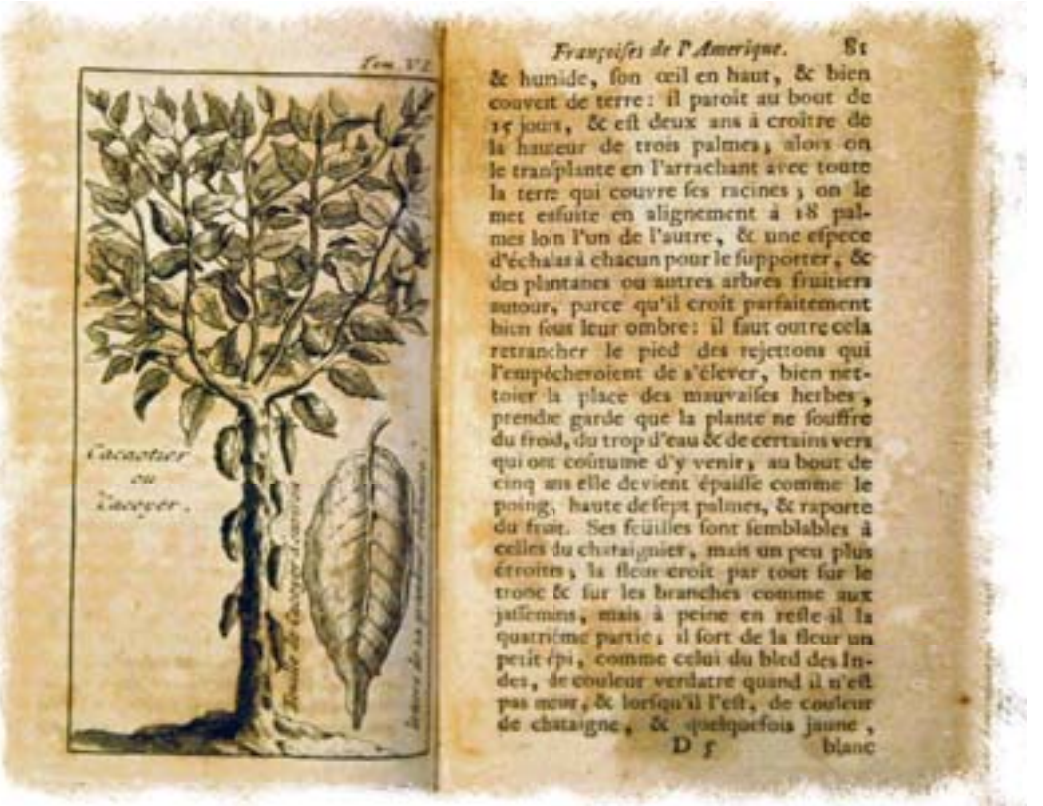 Tom. VI
Cacaotier
ou
Cacoyer.
Feuille de Cacoyer
Françoiſes de l'Amerique. 81
& humide, ſon œil en haut, & bien
couvert de terre: il paroît au bout de
15 jours, & eſt deux ans à croître de
la hauteur de trois palmes; alors on
le tranſplante en l'arrachant avec toute
la terre qui couvre ſes racines; on le
met enſuite en alignement à 18 pal-
mes loin l'un de l'autre, & une eſpece
d'échalas à chacun pour le ſupporter, &
des plantanes ou autres arbres fruitiers
autour, parce qu'il croît parfaitement
bien ſous leur ombre: il faut outre cela
retrancher le pied des rejettons qui
l'empêcheroient de s'élever, bien net-
toier la place des mauvaiſes herbes,
prendre garde que la plante ne ſouffre
du froid, du trop d'eau & de certains vers
qui ont coûtume d'y venir; au bout de
cinq ans elle devient épaiſſe comme le
poing, haute de ſept palmes, & raporte
du fruit. Ses feüilles ſont ſemblables à
celles du chataignier, mais un peu plus
étroites; la fleur croît par tout ſur le
tronc & ſur les branches comme aux
jaſſemins, mais à peine en reſte-il la
quatriéme partie; il ſort de la fleur un
petit épi, comme celui du bled des In-
des, de couleur verdatre quand il n'eſt
pas meur, & lorſqu'il l'eſt, de couleur
de chataigne, & quelquefois jaune,
D 5 blanc